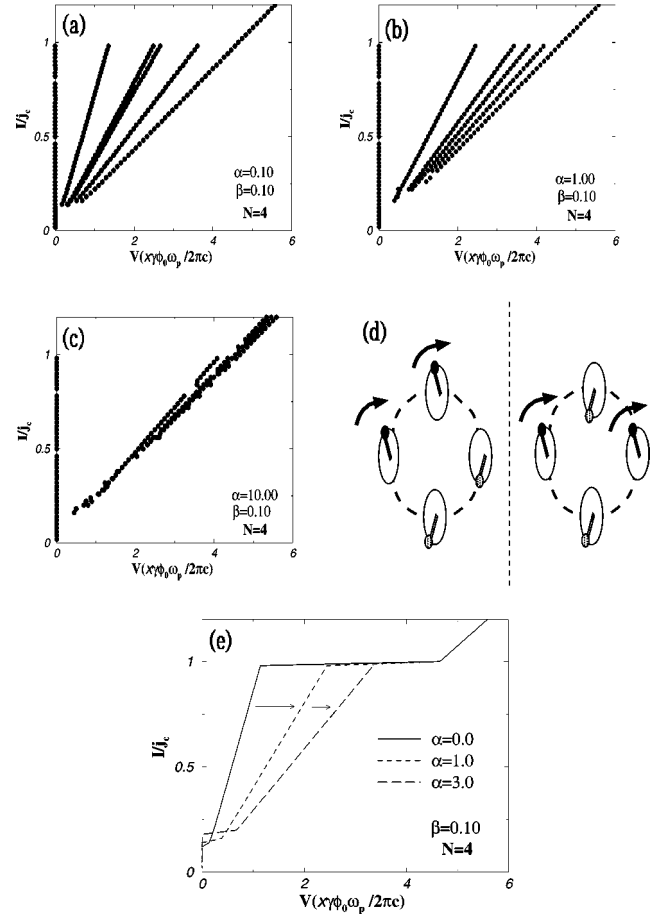 (a)
1
0.5
0
I/j_c
α=0.10
β=0.10
N=4
0 2 4 6
V(xγϕ₀ω_p/2πc)
(b)
1
0.5
0
I/j_c
α=1.00
β=0.10
N=4
0 2 4 6
V(xγϕ₀ω_p/2πc)
(c)
1
0.5
0
I/j_c
α=10.00
β=0.10
N=4
0 2 4 6
V(xγϕ₀ω_p/2πc)
(d)
(e)
1
0.5
0
I/j_c
α=0.0
α=1.0
α=3.0
β=0.10
N=4
0 2 4 6
V(xγϕ₀ω_p/2πc)